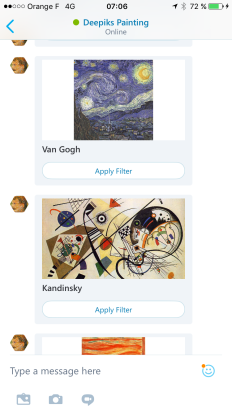 Orange F 4G 07:06 72 %
Deepiks Painting
Online
Van Gogh
Apply Filter
Kandinsky
Apply Filter
Type a message here